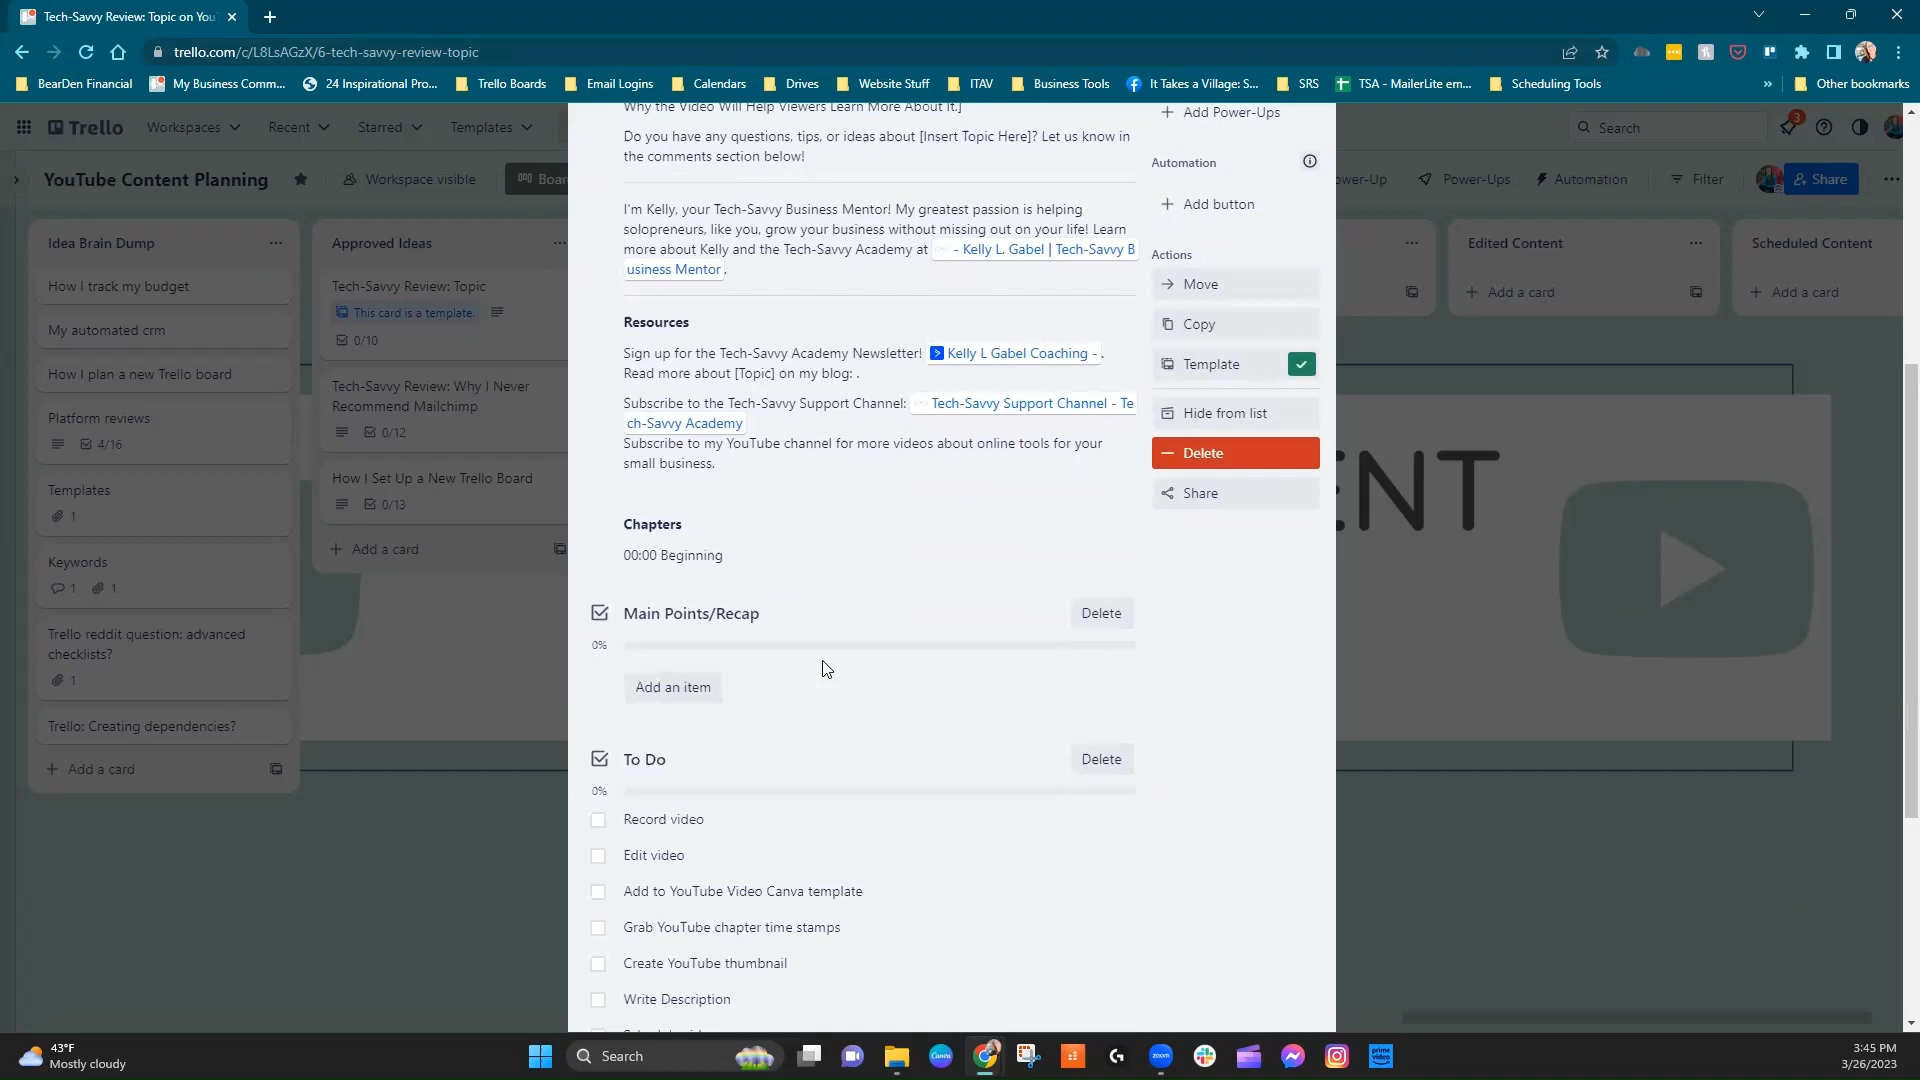 Tech-Savvy Review: Topic on You
trello.com/c/L8LsAGzX/6-tech-savvy-review-topic
BearDen Financial
My Business Comm...
24 Inspirational Pro...
Trello Boards
Email Logins
Calendars
Drives
Website Stuff
ITAV
Business Tools
It Takes a Village: S...
SRS
TSA - MailerLite em...
Scheduling Tools
»
Other bookmarks
Trello
Workspaces
Recent
Starred
Templates
Search
3
YouTube Content Planning
Workspace visible
Boar
ower-Up
Power-Ups
Automation
Filter
Share
Idea Brain Dump
How I track my budget
My automated crm
How I plan a new Trello board
Platform reviews
4/16
Templates
1
Keywords
1
1
Trello reddit question: advanced
checklists?
1
Trello: Creating dependencies?
Add a card
Approved Ideas
Tech-Savvy Review: Topic
This card is a template.
0/10
Tech-Savvy Review: Why I Never
Recommend Mailchimp
0/12
How I Set Up a New Trello Board
0/13
Add a card
Why the Video Will Help Viewers Learn More About It.]
Do you have any questions, tips, or ideas about [Insert Topic Here]? Let us know in
the comments section below!
I'm Kelly, your Tech-Savvy Business Mentor! My greatest passion is helping
solopreneurs, like you, grow your business without missing out on your life! Learn
more about Kelly and the Tech-Savvy Academy at - Kelly L. Gabel | Tech-Savvy B
usiness Mentor.
Resources
Sign up for the Tech-Savvy Academy Newsletter! Kelly L Gabel Coaching - .
Read more about [Topic] on my blog: .
Subscribe to the Tech-Savvy Support Channel: Tech-Savvy Support Channel - Te
ch-Savvy Academy
Subscribe to my YouTube channel for more videos about online tools for your
small business.
Chapters
00:00 Beginning
Main Points/Recap
Delete
0%
Add an item
To Do
Delete
0%
Record video
Edit video
Add to YouTube Video Canva template
Grab YouTube chapter time stamps
Create YouTube thumbnail
Write Description
Add Power-Ups
Automation
Add button
Actions
Move
Copy
Template
Hide from list
Delete
Share
Edited Content
Add a card
Scheduled Content
Add a card
ENT
43°F
Mostly cloudy
Search
Canva
zoom
prime video
3:45 PM
3/26/2023